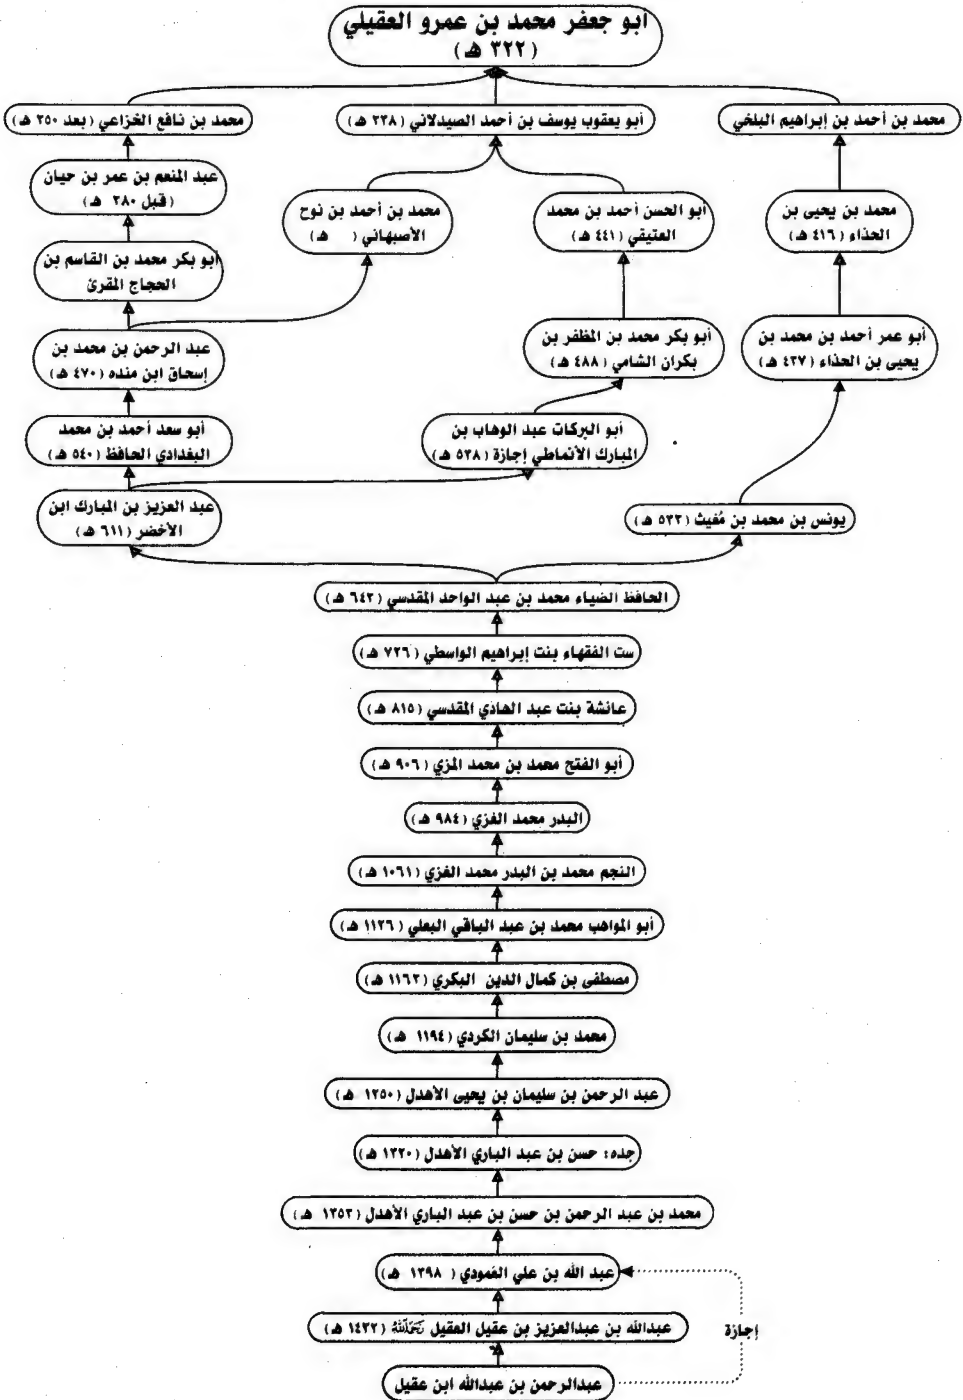 ابو جعفر محمد بن عمرو العقيلي
(٣٢٢ هـ)
محمد بن أحمد بن إبراهيم البلخي
أبو يعقوب يوسف بن أحمد الصيدلاني (٣٣٨ هـ)
محمد بن نافع الخزاعي (بعد ٣٥٠ هـ)
عبد المنعم بن عمر بن حيان
(قبل ٣٨٠ هـ)
محمد بن يحيى بن
الحذاء (٤١٦ هـ)
أبو الحسن أحمد بن محمد
العتيقي (٤٤١ هـ)
محمد بن أحمد بن نوح
الأصبهاني ( هـ)
أبو بكر محمد بن القاسم بن
الحجاج المقرئ
أبو عمر أحمد بن محمد بن
يحيى بن الحذاء (٤٣٧ هـ)
أبو بكر محمد بن المظفر بن
بكران الشامي (٤٨٨ هـ)
عبد الرحمن بن محمد بن
إسحاق ابن منده (٤٧٠ هـ)
أبو البركات عبد الوهاب بن
المبارك الأنماطي إجازة (٥٣٨ هـ)
أبو سعد أحمد بن محمد
البغدادي الحافظ (٥٤٠ هـ)
يونس بن محمد بن مُغيث (٥٣٢ هـ)
عبد العزيز بن المبارك ابن
الأخضر (٦١١ هـ)
الحافظ الضياء محمد بن عبد الواحد المقدسي (٦٤٣ هـ)
ست الفقهاء بنت إبراهيم الواسطي (٧٢٦ هـ)
عائشة بنت عبد الهادي المقدسي (٨١٥ هـ)
أبو الفتح محمد بن محمد المزي (٩٠٦ هـ)
البدر محمد الغزي (٩٨٤ هـ)
النجم محمد بن البدر محمد الغزي (١٠٦١ هـ)
أبو المواهب محمد بن عبد الباقي البعلي (١١٢٦ هـ)
مصطفى بن كمال الدين البكري (١١٦٢ هـ)
محمد بن سليمان الكردي (١١٩٤ هـ)
عبد الرحمن بن سليمان بن يحيى الأهدل (١٢٥٠ هـ)
جده: حسن بن عبد الباري الأهدل (١٣٢٠ هـ)
محمد بن عبد الرحمن بن حسن بن عبد الباري الأهدل (١٣٥٢ هـ)
عبد الله بن علي العمودي ( ١٣٩٨ هـ)
عبدالله بن عبدالعزيز بن عقيل العقيل رَحِمَهُ اللَّهُ (١٤٣٢ هـ)
إجازة
عبدالرحمن بن عبدالله ابن عقيل